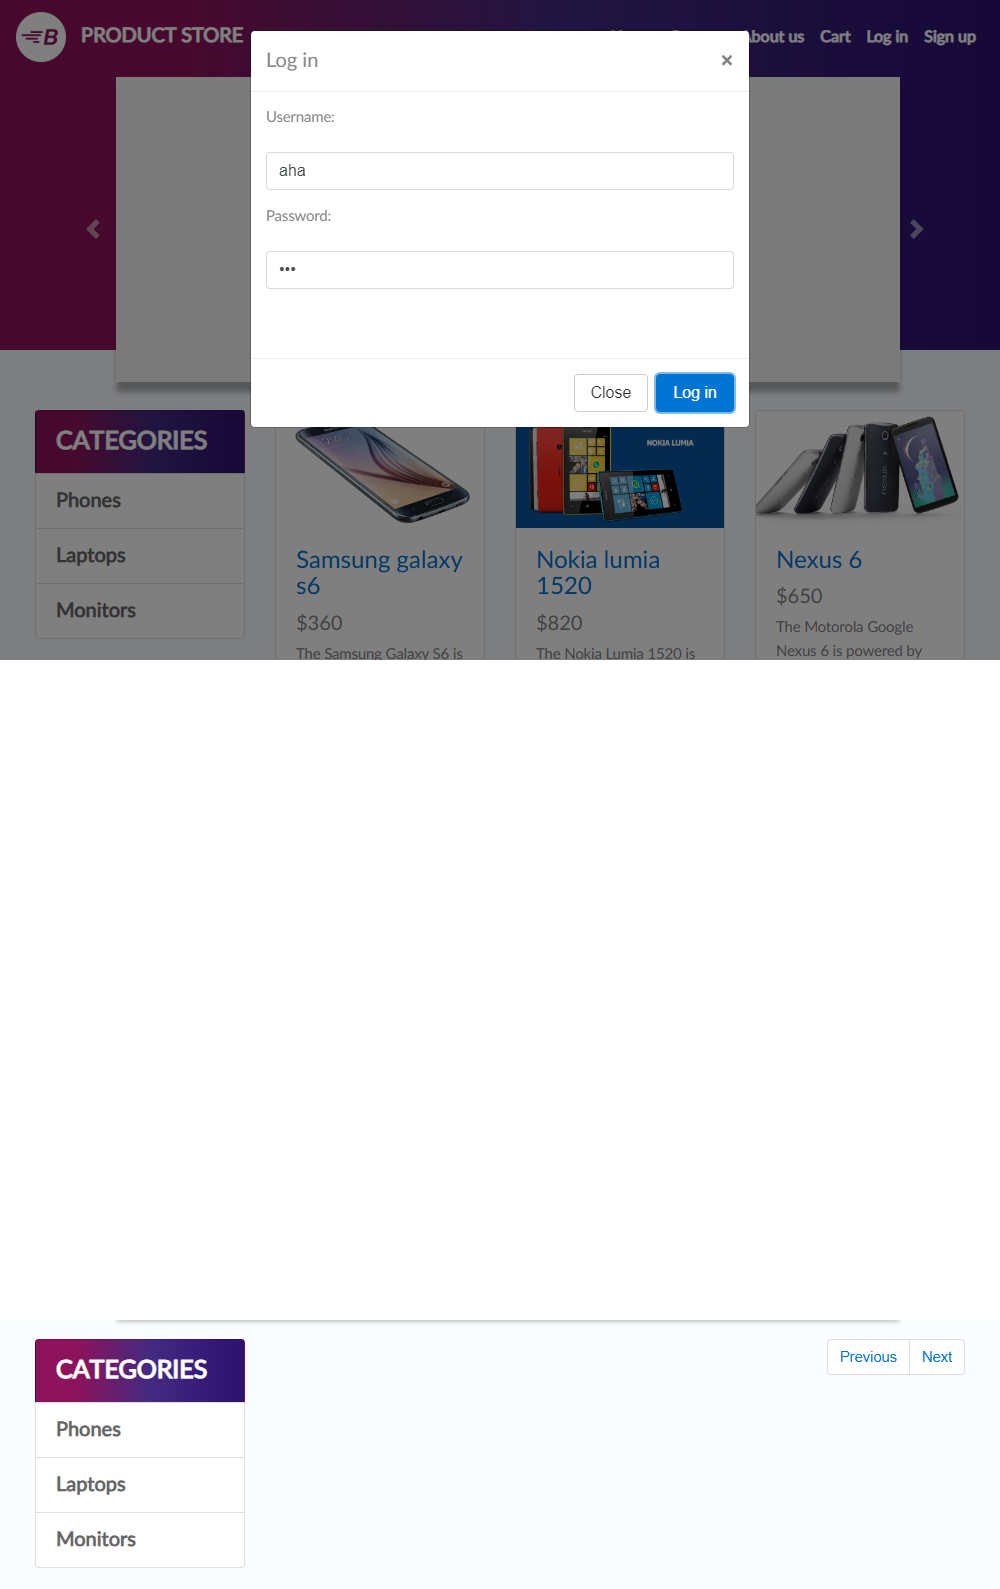 B PRODUCT STORE
About us Cart Log in Sign up
Log in ×
Username:
aha
Password:
•••
Close Log in
CATEGORIES
Phones
Laptops
Monitors
NOKIA LUMIA
nexus
Samsung galaxy
s6
$360
The Samsung Galaxy S6 is
Nokia lumia
1520
$820
The Nokia Lumia 1520 is
Nexus 6
$650
The Motorola Google
Nexus 6 is powered by
CATEGORIES
Phones
Laptops
Monitors
Previous Next